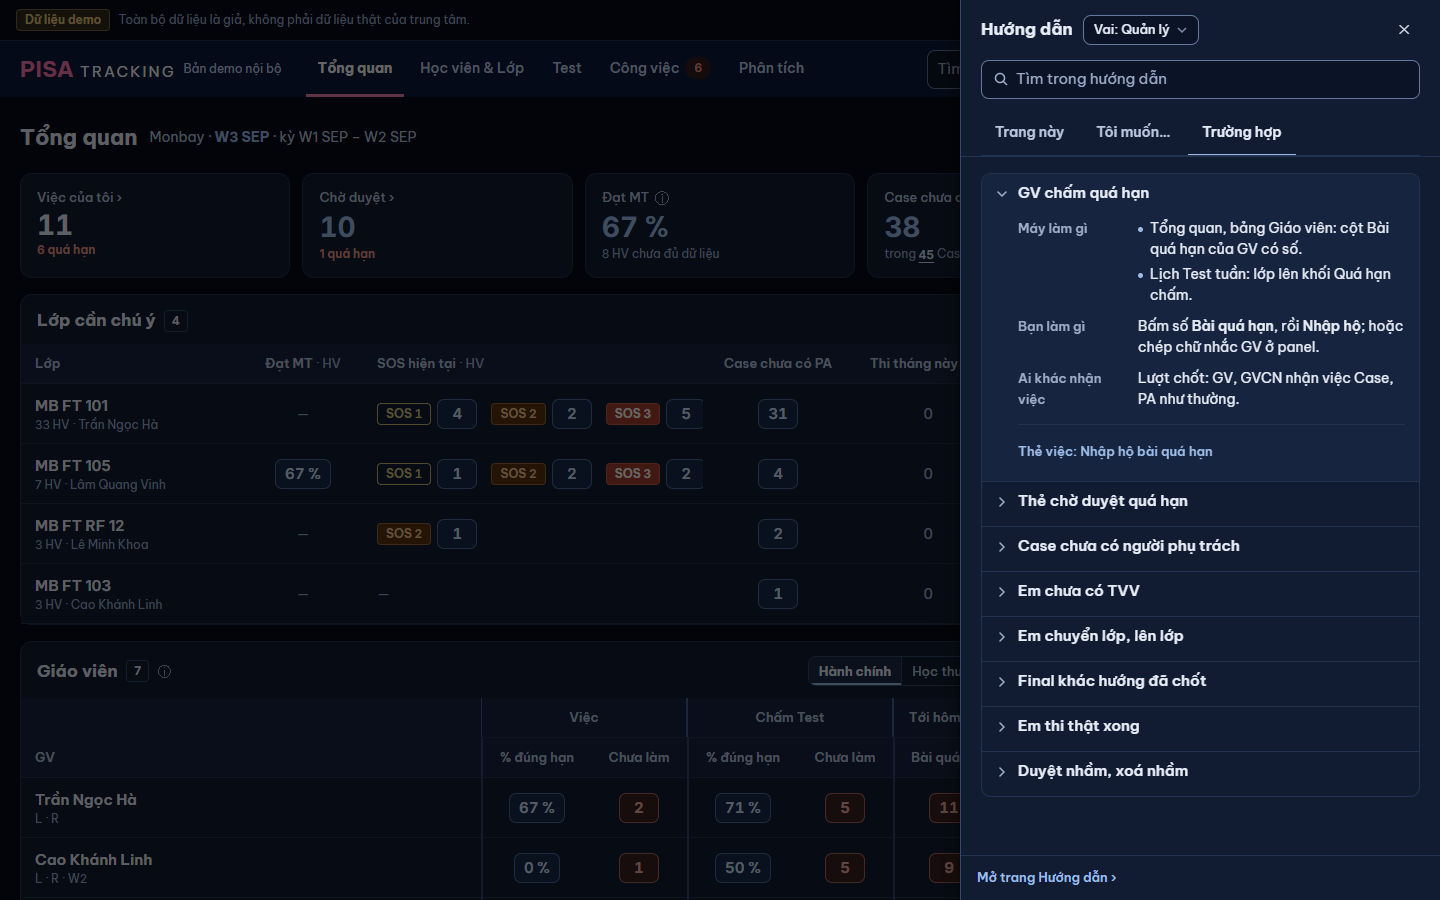 Dữ liệu demo Toàn bộ dữ liệu là giả, không phải dữ liệu thật của trung tâm.
PISA TRACKING Bản demo nội bộ Tổng quan Học viên & Lớp Test Công việc 6 Phân tích
Tổng quan Monbay · W3 SEP · kỳ W1 SEP – W2 SEP
Việc của tôi › Chờ duyệt › Đạt MT
11 10 67 % 38
6 quá hạn 1 quá hạn 8 HV chưa đủ dữ liệu trong 45
Lớp cần chú ý 4
Lớp Đạt MT · HV SOS hiện tại · HV Case chưa có PA Thi tháng này
MB FT 101 — SOS 1 4 SOS 2 2 SOS 3 5 31 0
33 HV · Trần Ngọc Hà
MB FT 105 67 % SOS 1 1 SOS 2 2 SOS 3 2 4 0
7 HV · Lâm Quang Vinh
MB FT RF 12 — SOS 2 1 2 0
3 HV · Lê Minh Khoa
MB FT 103 — — 1 0
3 HV · Cao Khánh Linh
Giáo viên 7 Hành chính
Việc Chấm Test
GV % đúng hạn Chưa làm % đúng hạn Chưa làm
Trần Ngọc Hà 67 % 2 71 % 5 11
L · R
Cao Khánh Linh 0 % 1 50 % 5 9
L · R · W2
Hướng dẫn Vai: Quản lý
Tìm trong hướng dẫn
Trang này Tôi muốn... Trường hợp
GV chấm quá hạn
Máy làm gì
Tổng quan, bảng Giáo viên: cột Bài
quá hạn của GV có số.
Lịch Test tuần: lớp lên khối Quá hạn
chấm.
Bạn làm gì
Bấm số Bài quá hạn, rồi Nhập hộ; hoặc
chép chữ nhắc GV ở panel.
Ai khác nhận
việc
Lượt chốt: GV, GVCN nhận việc Case,
PA như thường.
Thẻ việc: Nhập hộ bài quá hạn
Thẻ chờ duyệt quá hạn
Case chưa có người phụ trách
Em chưa có TVV
Em chuyển lớp, lên lớp
Final khác hướng đã chốt
Em thi thật xong
Duyệt nhầm, xoá nhầm
Mở trang Hướng dẫn ›